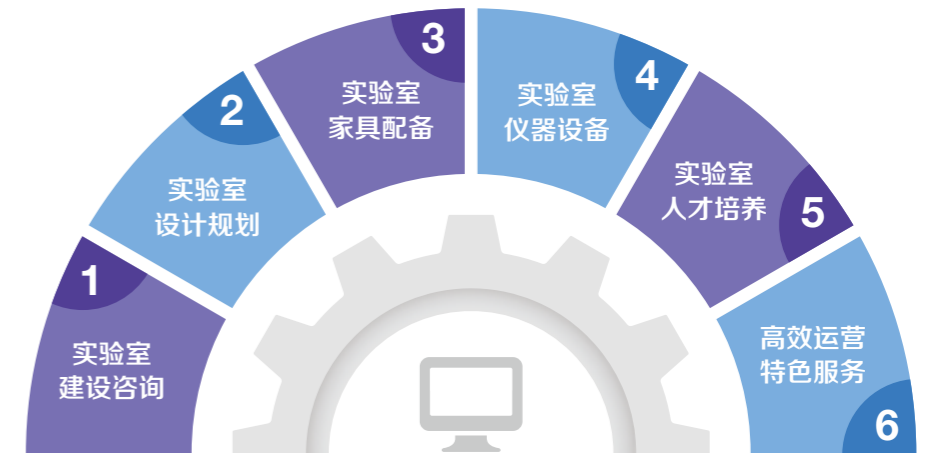 1
实验室
建设咨询
2
实验室
设计规划
3
实验室
家具配备
4
实验室
仪器设备
5
实验室
人才培养
高效运营
特色服务
6